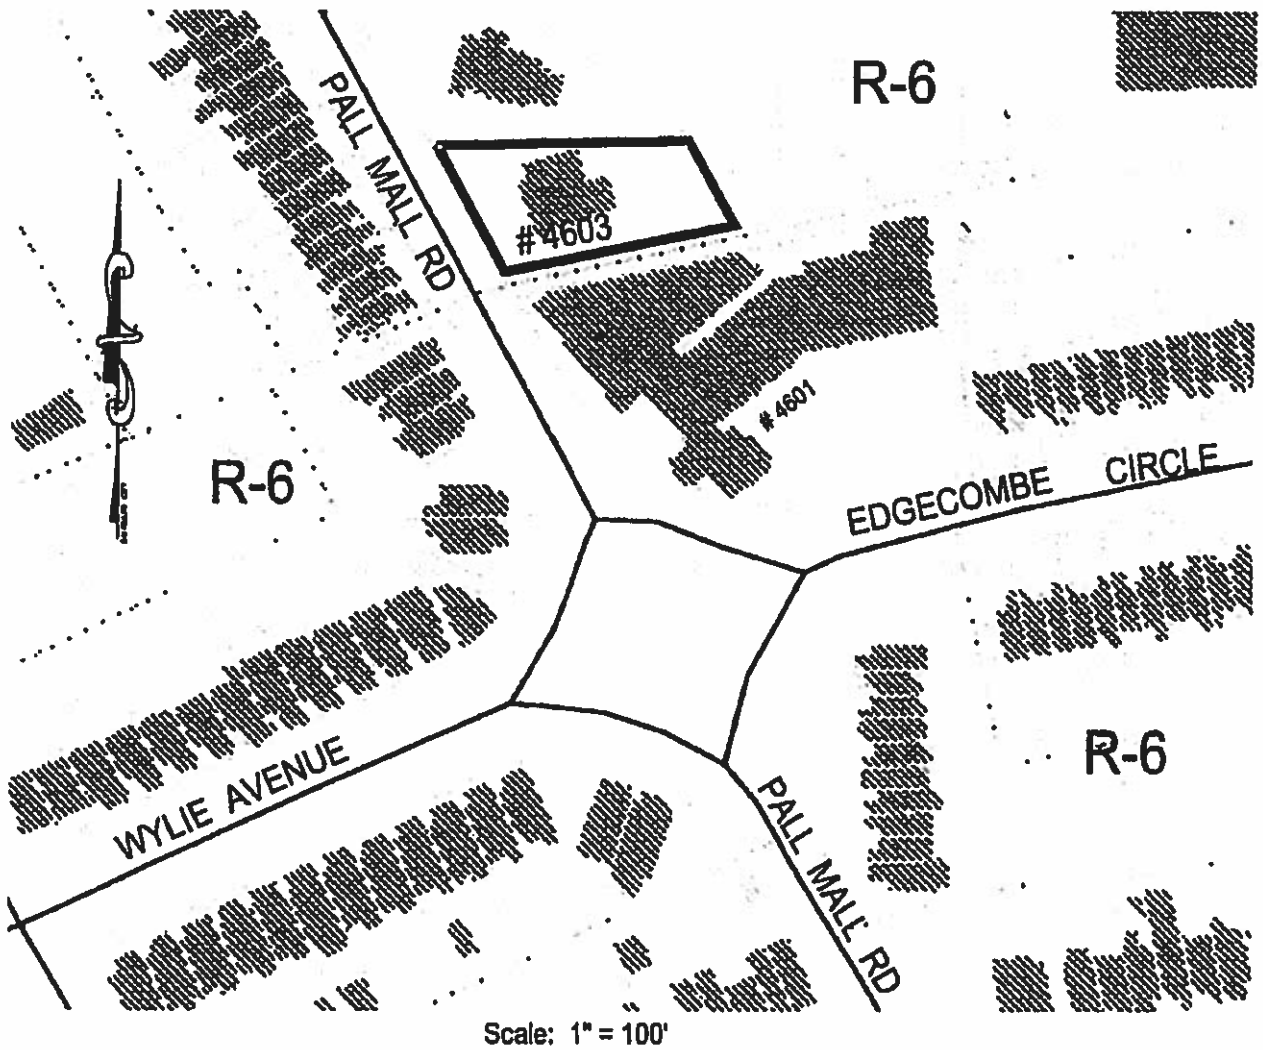 R-6
PALL MALL RD
# 4603
# 4601
R-6
EDGECOMBE CIRCLE
R-6
WYLIE AVENUE
PALL MALL RD
Scale: 1" = 100'